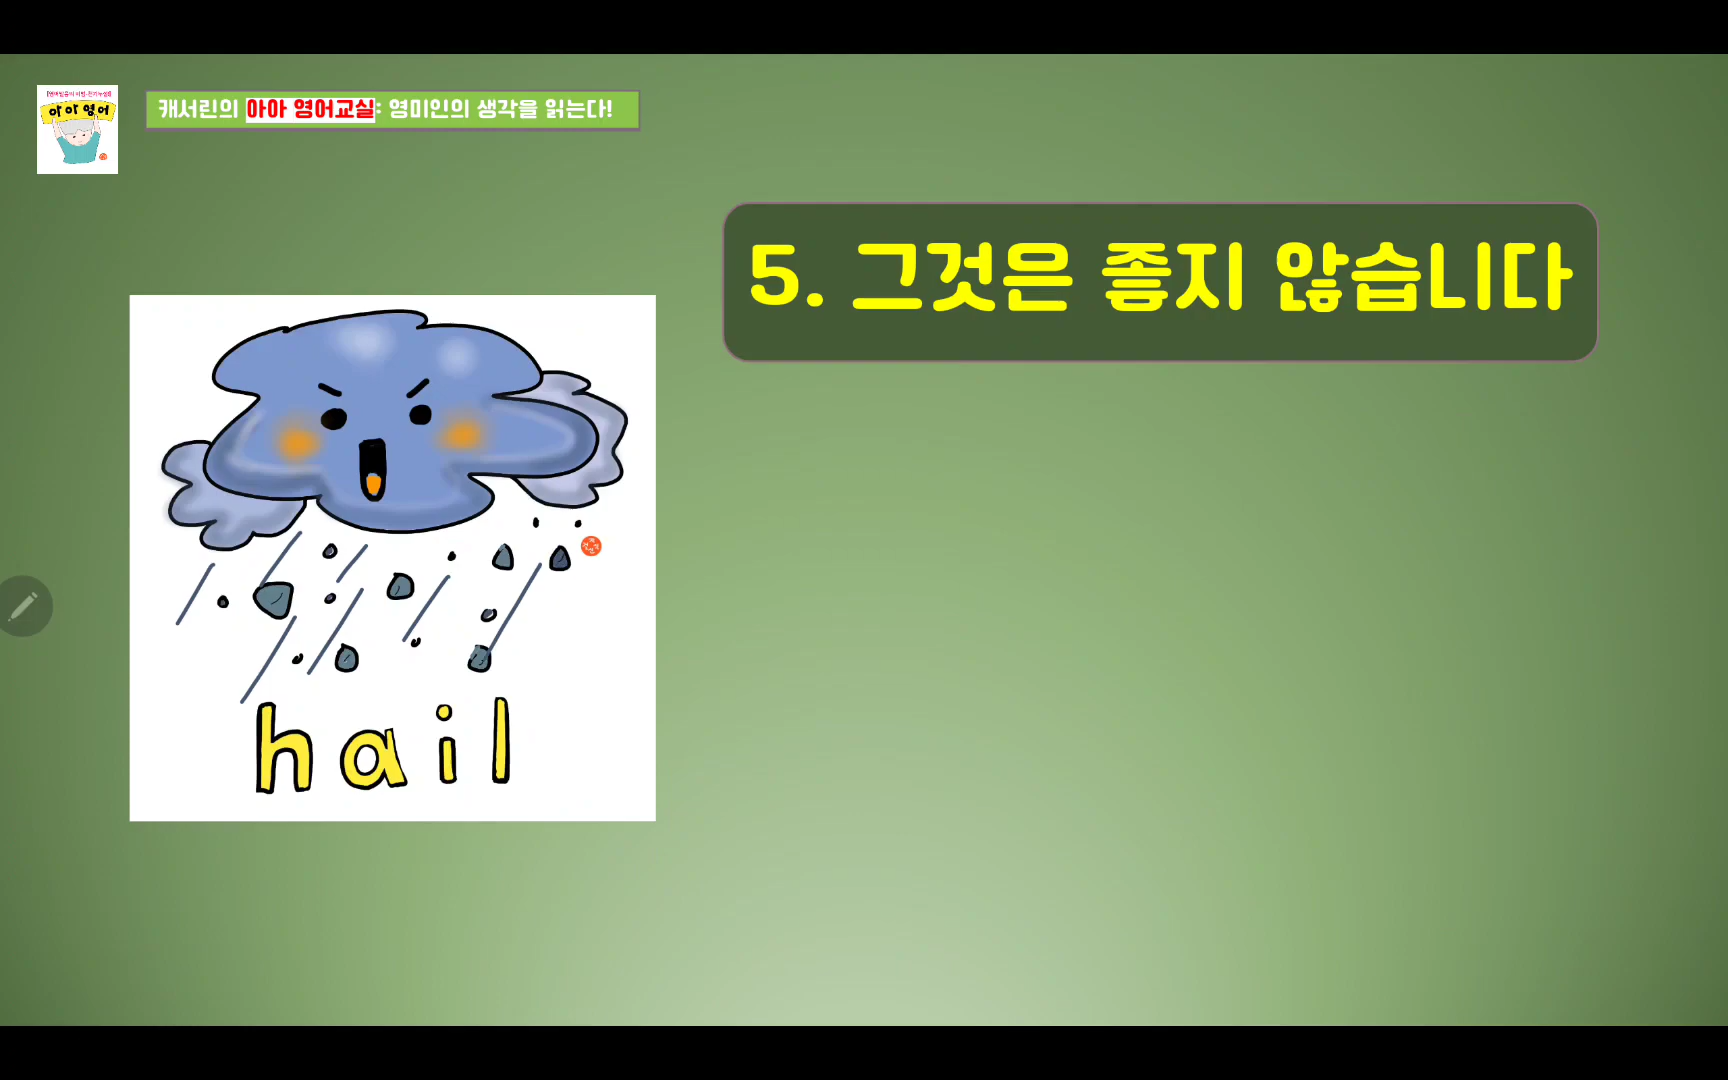 아아 영어
캐서린의 아아 영어교실: 영미인의 생각을 읽는다!
5. 그것은 좋지 않습니다
hail